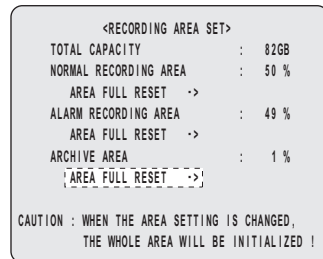 <RECORDING AREA SET>
TOTAL CAPACITY : 82GB
NORMAL RECORDING AREA : 50 %
AREA FULL RESET ->
ALARM RECORDING AREA : 49 %
AREA FULL RESET ->
ARCHIVE AREA : 1 %
AREA FULL RESET ->
CAUTION : WHEN THE AREA SETTING IS CHANGED,
THE WHOLE AREA WILL BE INITIALIZED !